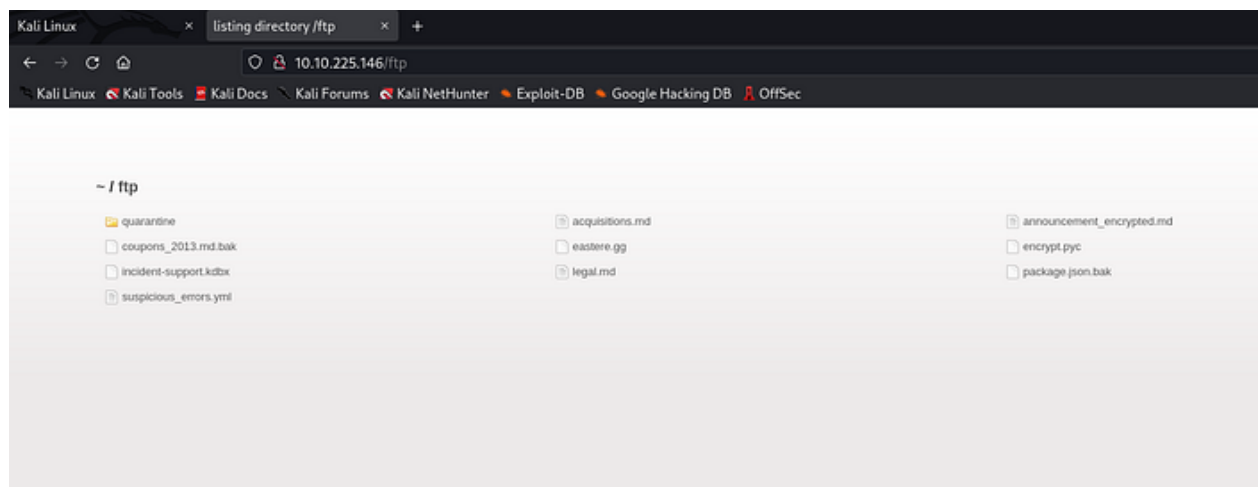 Kali Linux × listing directory /ftp × +
10.10.225.146/ftp
Kali Linux Kali Tools Kali Docs Kali Forums Kali NetHunter Exploit-DB Google Hacking DB OffSec
~ / ftp
quarantine acquisitions.md announcement_encrypted.md
coupons_2013.md.bak eastere.gg encrypt.pyc
incident-support.kdbx legal.md package.json.bak
suspicious_errors.yml